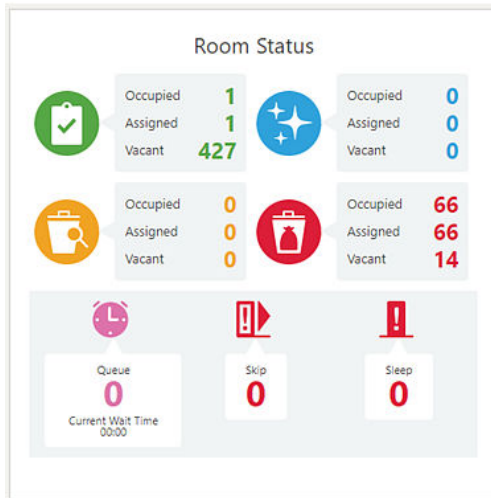 Room Status
Occupied 1
Assigned 1
Vacant 427
Occupied 0
Assigned 0
Vacant 0
Occupied 0
Assigned 0
Vacant 0
Occupied 66
Assigned 66
Vacant 14
Queue
0
Current Wait Time
00:00
Skip
0
Sleep
0